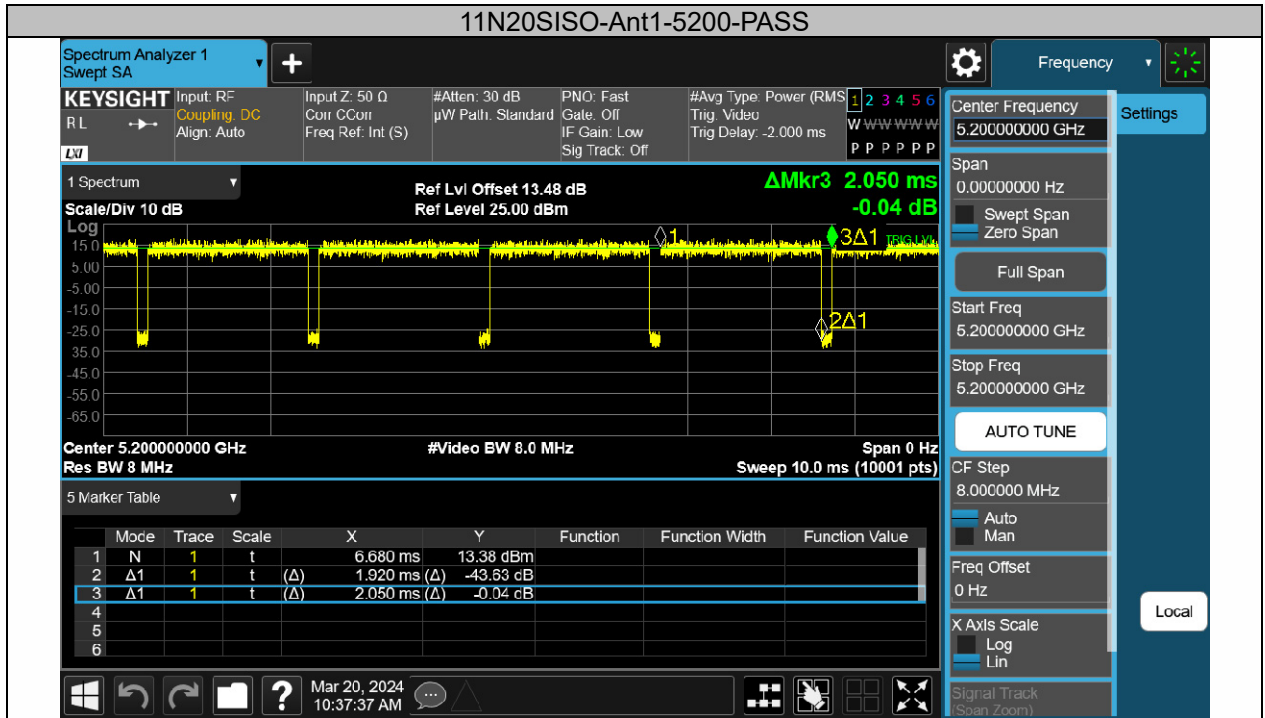 11N20SISO-Ant1-5200-PASS
Spectrum Analyzer 1
Swept SA
Frequency
KEYSIGHT
RL
LXI
Input: RF
Coupling: DC
Align: Auto
Input Z: 50 Ω
Corr CCorr
Freq Ref: Int (S)
#Atten: 30 dB
µW Path: Standard
PNO: Fast
Gate: Off
IF Gain: Low
Sig Track: Off
#Avg Type: Power (RMS
Trig: Video
Trig Delay: -2.000 ms
1 2 3 4 5 6
W W W W W W
P P P P P P
1 Spectrum
Scale/Div 10 dB
Ref Lvl Offset 13.48 dB
Ref Level 25.00 dBm
ΔMkr3 2.050 ms
-0.04 dB
Log
15.0
5.00
-5.00
-15.0
-25.0
-35.0
-45.0
-55.0
-65.0
1
3Δ1
TRIG LVL
2Δ1
Center 5.200000000 GHz
Res BW 8 MHz
#Video BW 8.0 MHz
Span 0 Hz
Sweep 10.0 ms (10001 pts)
5 Marker Table
Mode Trace Scale X Y Function Function Width Function Value
1 N 1 t 6.680 ms 13.38 dBm
2 Δ1 1 t (Δ) 1.920 ms (Δ) -43.63 dB
3 Δ1 1 t (Δ) 2.050 ms (Δ) -0.04 dB
4
5
6
Mar 20, 2024
10:37:37 AM
Center Frequency
5.200000000 GHz
Settings
Span
0.00000000 Hz
Swept Span
Zero Span
Full Span
Start Freq
5.200000000 GHz
Stop Freq
5.200000000 GHz
AUTO TUNE
CF Step
8.000000 MHz
Auto
Man
Freq Offset
0 Hz
Local
X Axis Scale
Log
Lin
Signal Track
(Span Zoom)